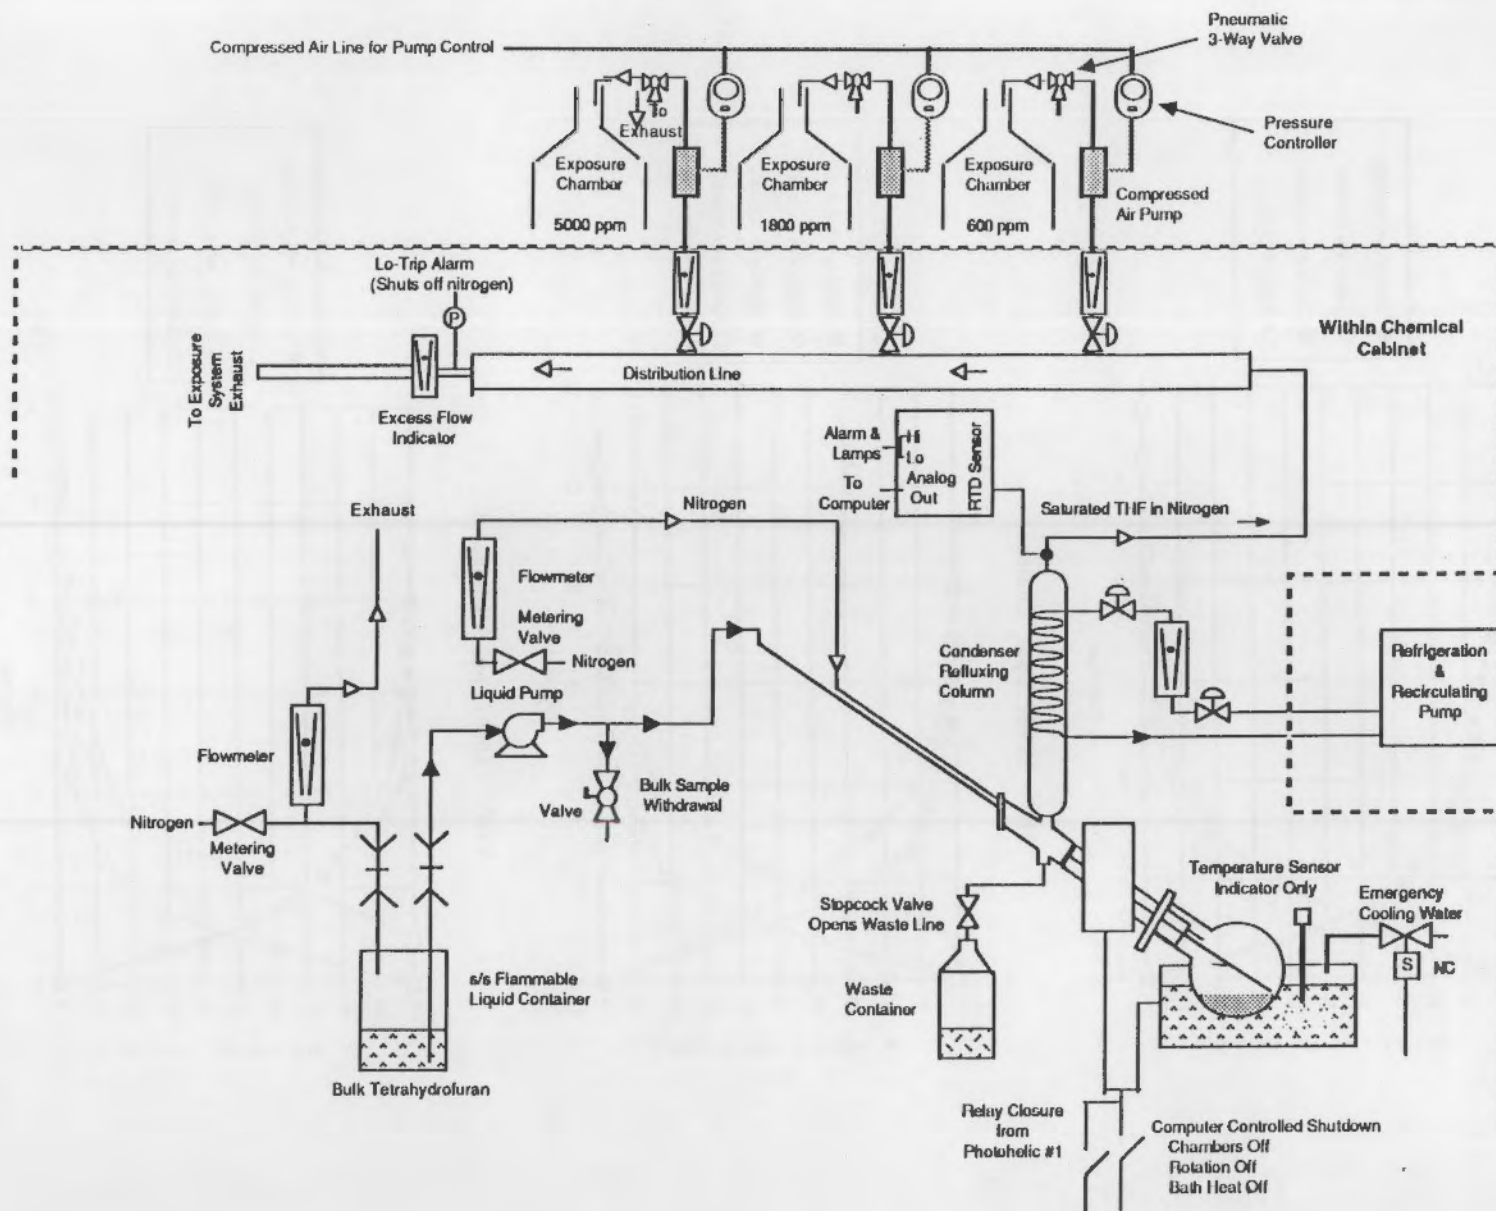 Pneumatic
3-Way Valve
Compressed Air Line for Pump Control
To
Exhaust
Pressure
Controller
Exposure
Chamber
5000 ppm
Exposure
Chamber
1800 ppm
Exposure
Chamber
600 ppm
Compressed
Air Pump
Lo-Trip Alarm
(Shuts off nitrogen)
P
Within Chemical
Cabinet
To Exposure
System
Exhaust
Distribution Line
Excess Flow
Indicator
Alarm &
Lamps
Hi
Lo
To
Computer
Analog
Out
RTD Sensor
Exhaust
Nitrogen
Saturated THF in Nitrogen
Flowmeter
Metering
Valve
Nitrogen
Condenser
Refluxing
Column
Refrigeration
&
Recirculating
Pump
Liquid Pump
Flowmeter
Bulk Sample
Withdrawal
Valve
Nitrogen
Metering
Valve
Temperature Sensor
Indicator Only
Emergency
Cooling Water
S
NC
Stopcock Valve
Opens Waste Line
s/s Flammable
Liquid Container
Waste
Container
Bulk Tetrahydrofuran
Relay Closure
from
Photohelic #1
Computer Controlled Shutdown
Chambers Off
Rotation Off
Bath Heat Off